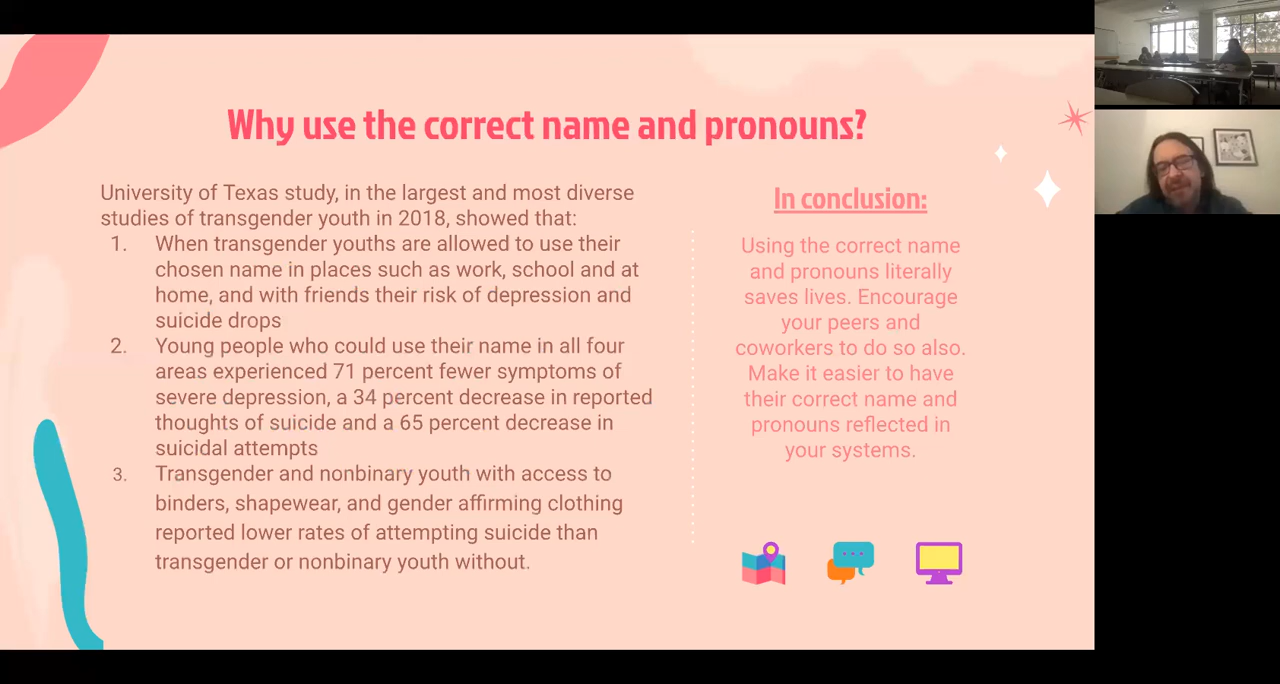 Why use the correct name and pronouns?
University of Texas study, in the largest and most diverse
studies of transgender youth in 2018, showed that:
1. When transgender youths are allowed to use their
chosen name in places such as work, school and at
home, and with friends their risk of depression and
suicide drops
2. Young people who could use their name in all four
areas experienced 71 percent fewer symptoms of
severe depression, a 34 percent decrease in reported
thoughts of suicide and a 65 percent decrease in
suicidal attempts
3. Transgender and nonbinary youth with access to
binders, shapewear, and gender affirming clothing
reported lower rates of attempting suicide than
transgender or nonbinary youth without.
In conclusion:
Using the correct name
and pronouns literally
saves lives. Encourage
your peers and
coworkers to do so also.
Make it easier to have
their correct name and
pronouns reflected in
your systems.